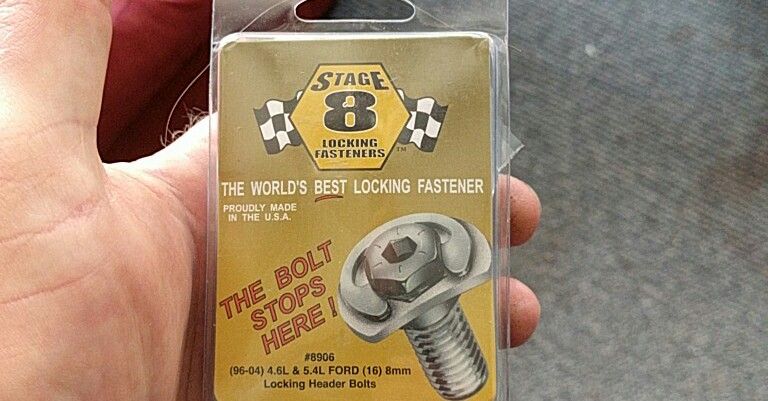 STAGE
8
LOCKING
FASTENERS ™
THE WORLD'S BEST LOCKING FASTENER
PROUDLY MADE
IN THE U.S.A.
THE BOLT
STOPS
HERE!
#8906
(96-04) 4.6L & 5.4L FORD (16) 8mm
Locking Header Bolts